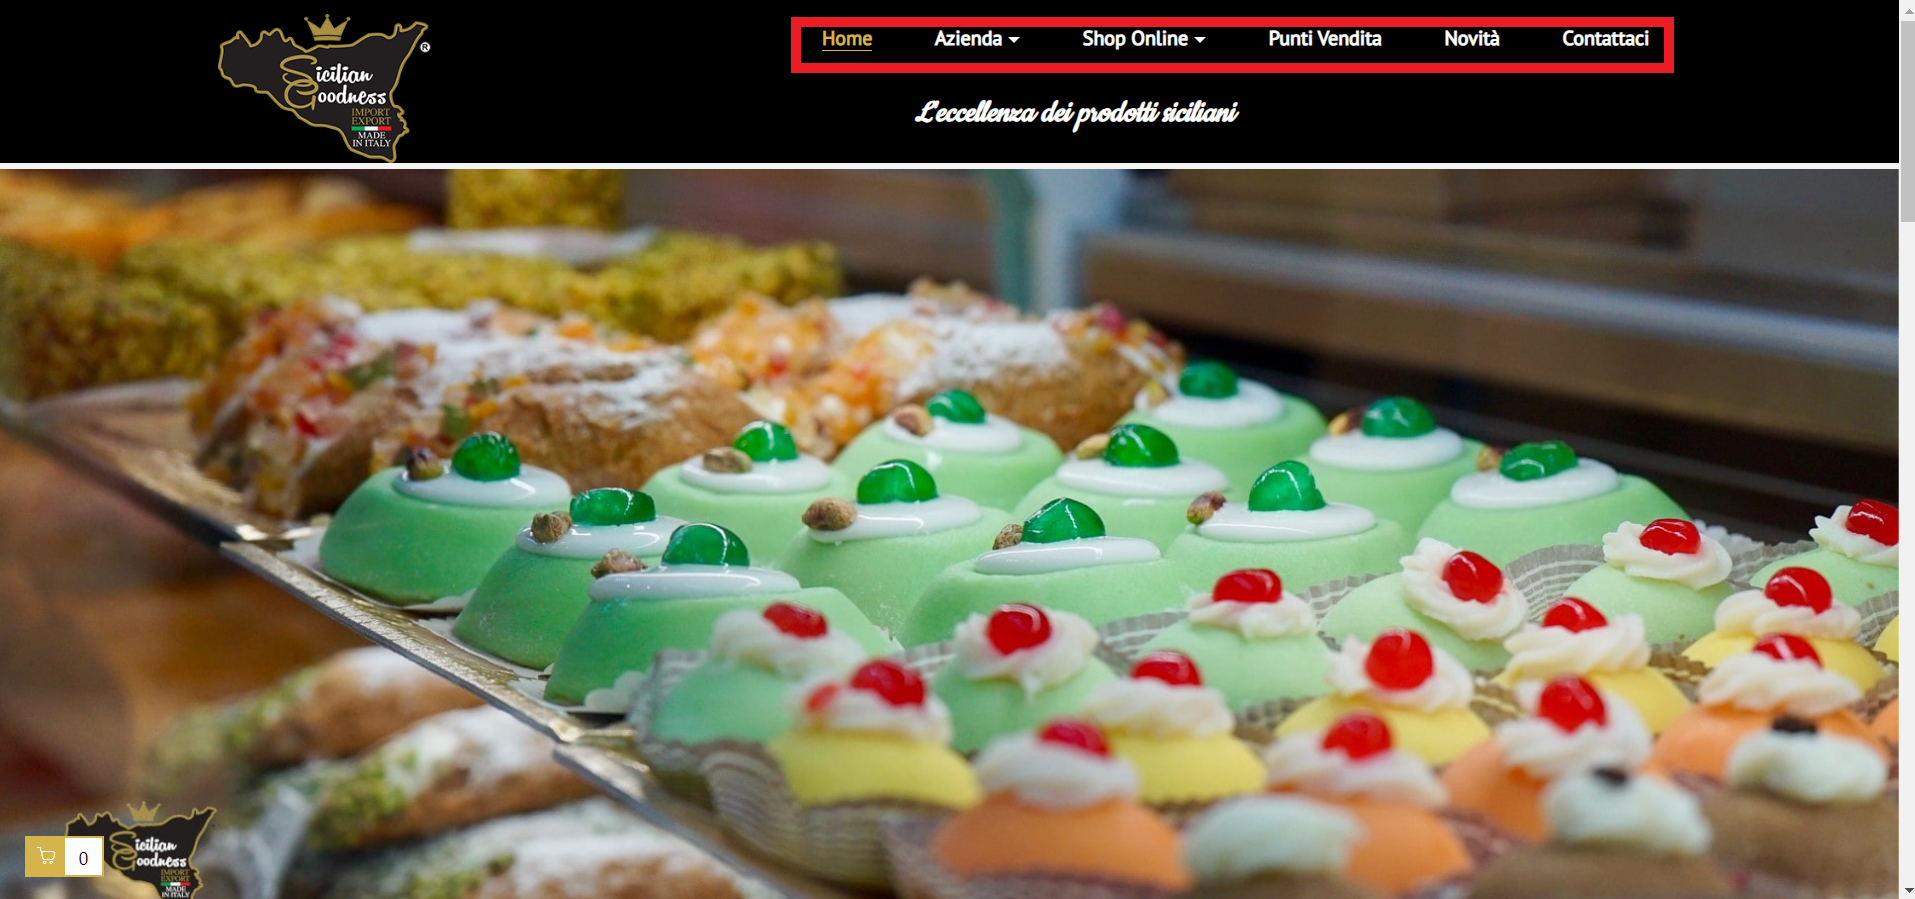 Home Azienda Shop Online Punti Vendita Novità Contattaci
L'eccellenza dei prodotti siciliani
Sicilian
Goodness
IMPORT
EXPORT
MADE
IN ITALY
®
0
Sicilian
Goodness
IMPORT
EXPORT
MADE
IN ITALY